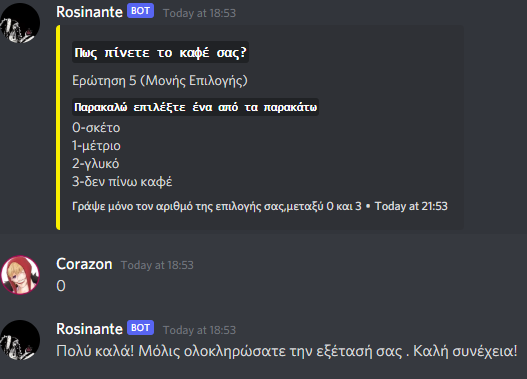 Rosinante BOT Today at 18:53
Πως πίνετε το καφέ σας?
Ερώτηση 5 (Μονής Επιλογής)
Παρακαλώ επιλέξτε ένα από τα παρακάτω
0-σκέτο
1-μέτριο
2-γλυκό
3-δεν πίνω καφέ
Γράψε μόνο τον αριθμό της επιλογής σας,μεταξύ 0 και 3 • Today at 21:53
Corazon Today at 18:53
0
Rosinante BOT Today at 18:53
Πολύ καλά! Μόλις ολοκληρώσατε την εξέτασή σας . Καλή συνέχεια!